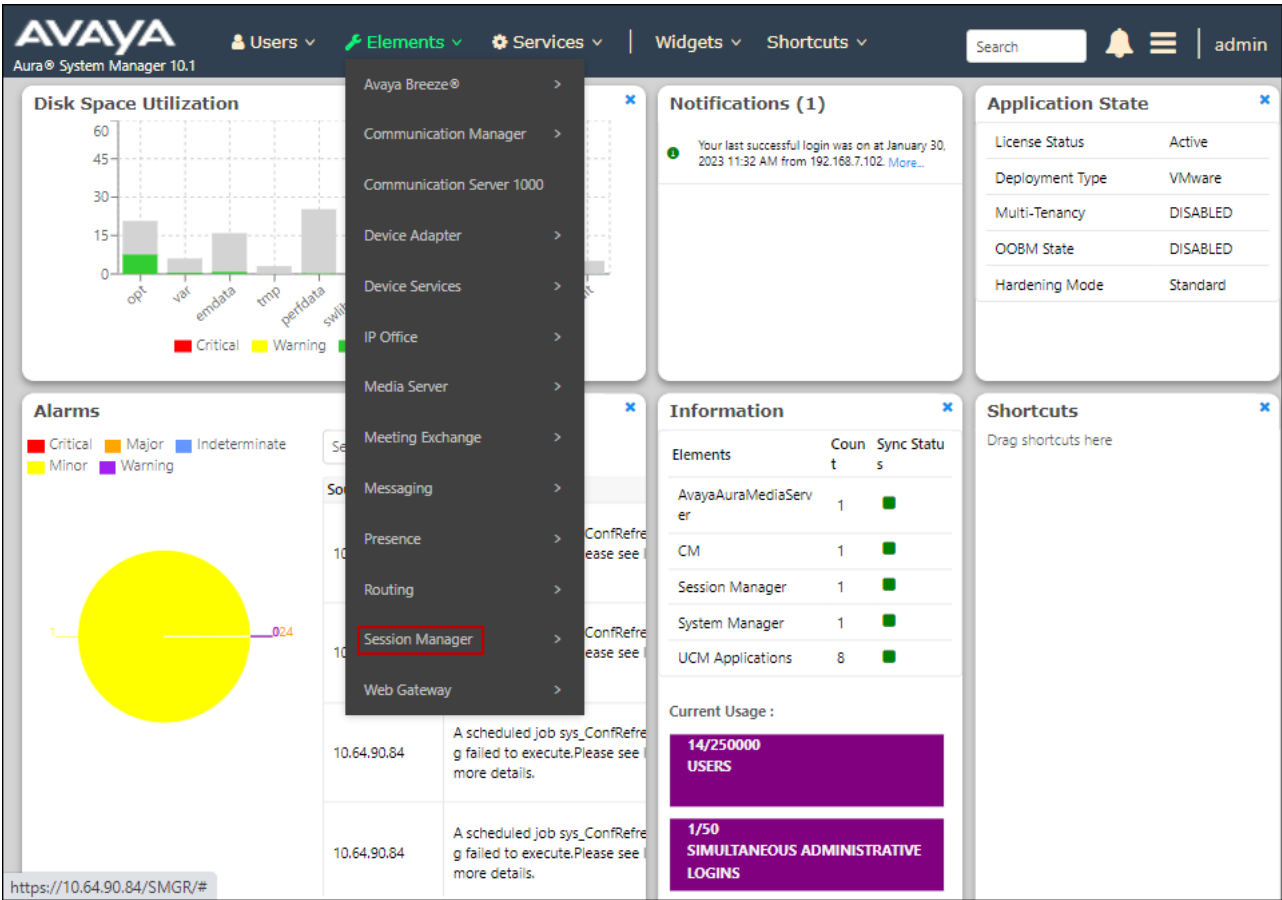 AVAYA
Aura® System Manager 10.1
Users
Elements
Services
Widgets
Shortcuts
Search
admin
Avaya Breeze®
Communication Manager
Communication Server 1000
Device Adapter
Device Services
IP Office
Media Server
Meeting Exchange
Messaging
Presence
Routing
Session Manager
Web Gateway
Disk Space Utilization
60
45
30
15
0
opt
var
emdata
tmp
perfdata
Critical
Warning
Notifications (1)
Your last successful login was on at January 30,
2023 11:32 AM from 192.168.7.102. More...
Application State
License Status Active
Deployment Type VMware
Multi-Tenancy DISABLED
OOBM State DISABLED
Hardening Mode Standard
Alarms
Critical Major Indeterminate
Minor Warning
10.64.90.84
A scheduled job sys_ConfRefre
g failed to execute.Please see
more details.
10.64.90.84
A scheduled job sys_ConfRefre
g failed to execute.Please see
more details.
Information
Elements
Coun
t
Sync Statu
s
AvayaAuraMediaServ
er
1
CM 1
Session Manager 1
System Manager 1
UCM Applications 8
Current Usage :
14/250000
USERS
1/50
SIMULTANEOUS ADMINISTRATIVE
LOGINS
Shortcuts
Drag shortcuts here
https://10.64.90.84/SMGR/#